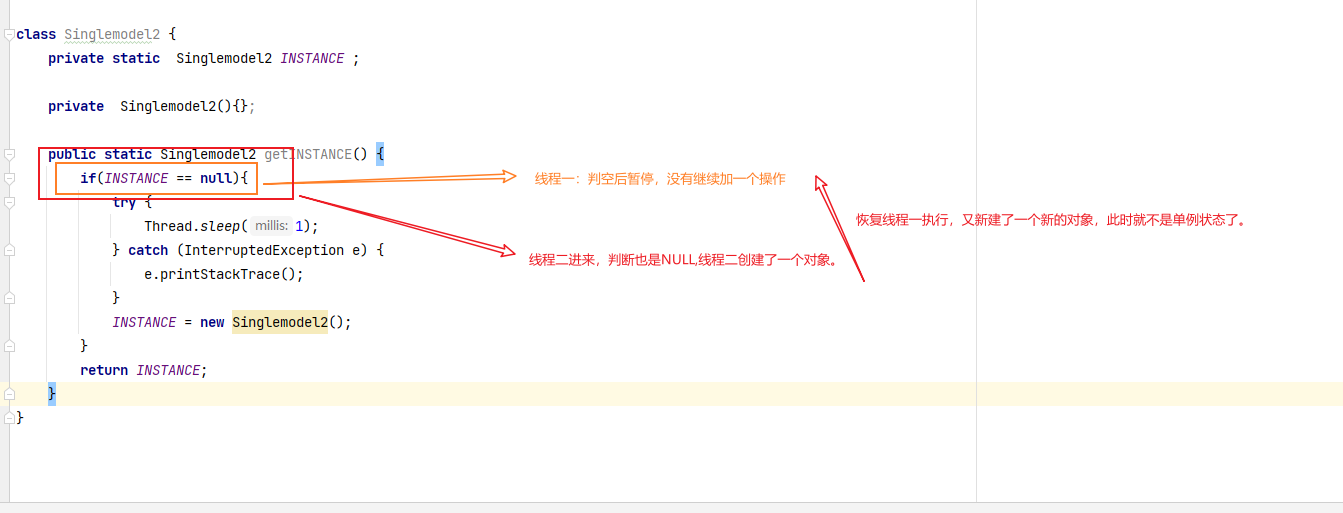 class Singlemodel2 {
private static  Singlemodel2 INSTANCE ;
private  Singlemodel2(){};
public static Singlemodel2 getINSTANCE() {
if(INSTANCE == null){
线程一：判空后暂停，没有继续加一个操作
try {
Thread.sleep( millis: 1);
恢复线程一执行，又新建了一个新的对象，此时就不是单例状态了。
} catch (InterruptedException e) {
线程二进来，判断也是NULL,线程二创建了一个对象。
e.printStackTrace();
}
INSTANCE = new Singlemodel2();
}
return INSTANCE;
}
}